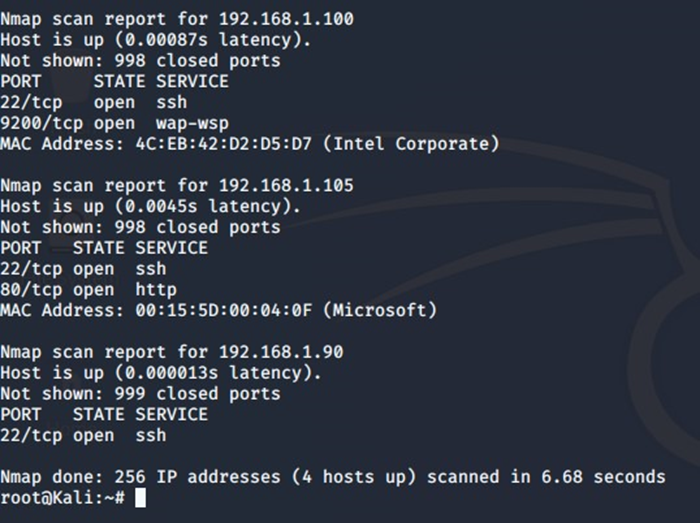 Nmap scan report for 192.168.1.100
Host is up (0.00087s latency).
Not shown: 998 closed ports
PORT     STATE SERVICE
22/tcp   open  ssh
9200/tcp open  wap-wsp
MAC Address: 4C:EB:42:D2:D5:D7 (Intel Corporate)

Nmap scan report for 192.168.1.105
Host is up (0.0045s latency).
Not shown: 998 closed ports
PORT   STATE SERVICE
22/tcp open  ssh
80/tcp open  http
MAC Address: 00:15:5D:00:04:0F (Microsoft)

Nmap scan report for 192.168.1.90
Host is up (0.000013s latency).
Not shown: 999 closed ports
PORT   STATE SERVICE
22/tcp open  ssh

Nmap done: 256 IP addresses (4 hosts up) scanned in 6.68 seconds
root@Kali:~#